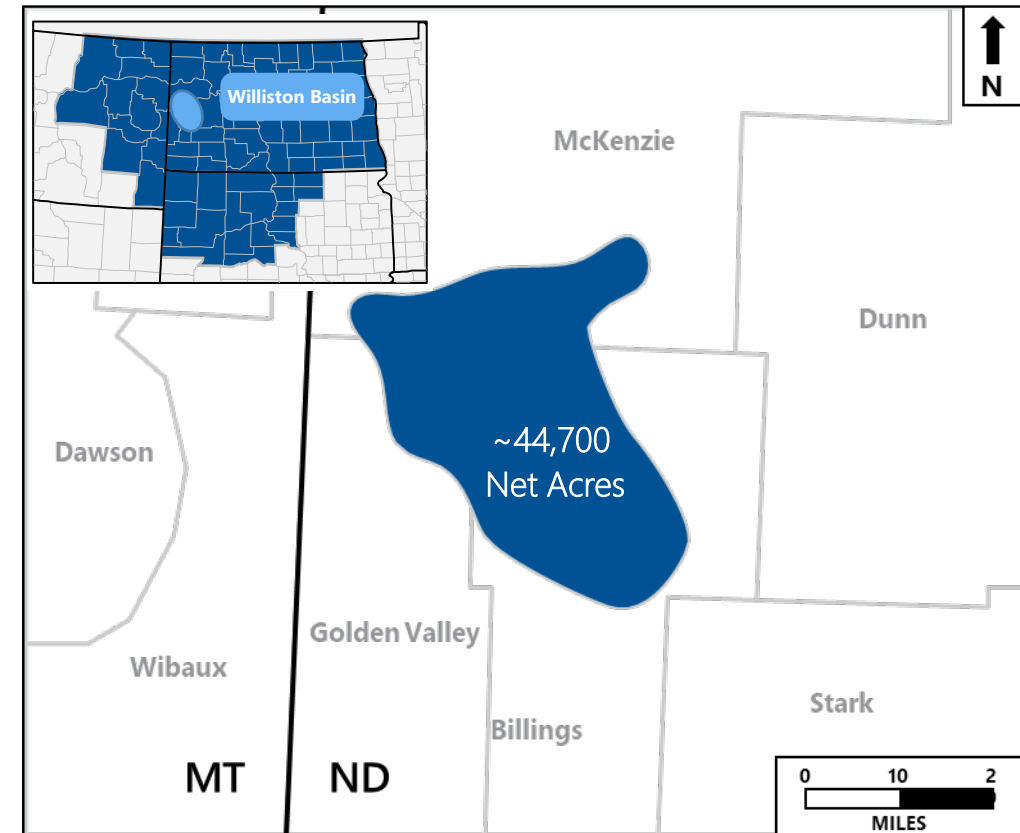 Williston Basin
N
McKenzie
Dunn
Dawson
~44,700
Net Acres
Golden Valley
Wibaux
Stark
Billings
MT
ND
0 10 2
MILES